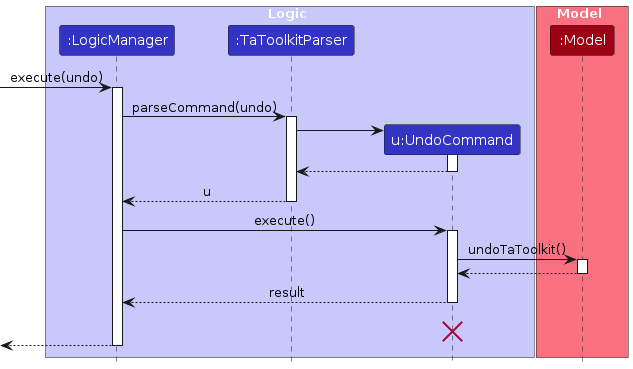 Logic
Model
:LogicManager
:TaToolkitParser
:Model
execute(undo)
parseCommand(undo)
u:UndoCommand
u
execute()
undoTaToolkit()
result